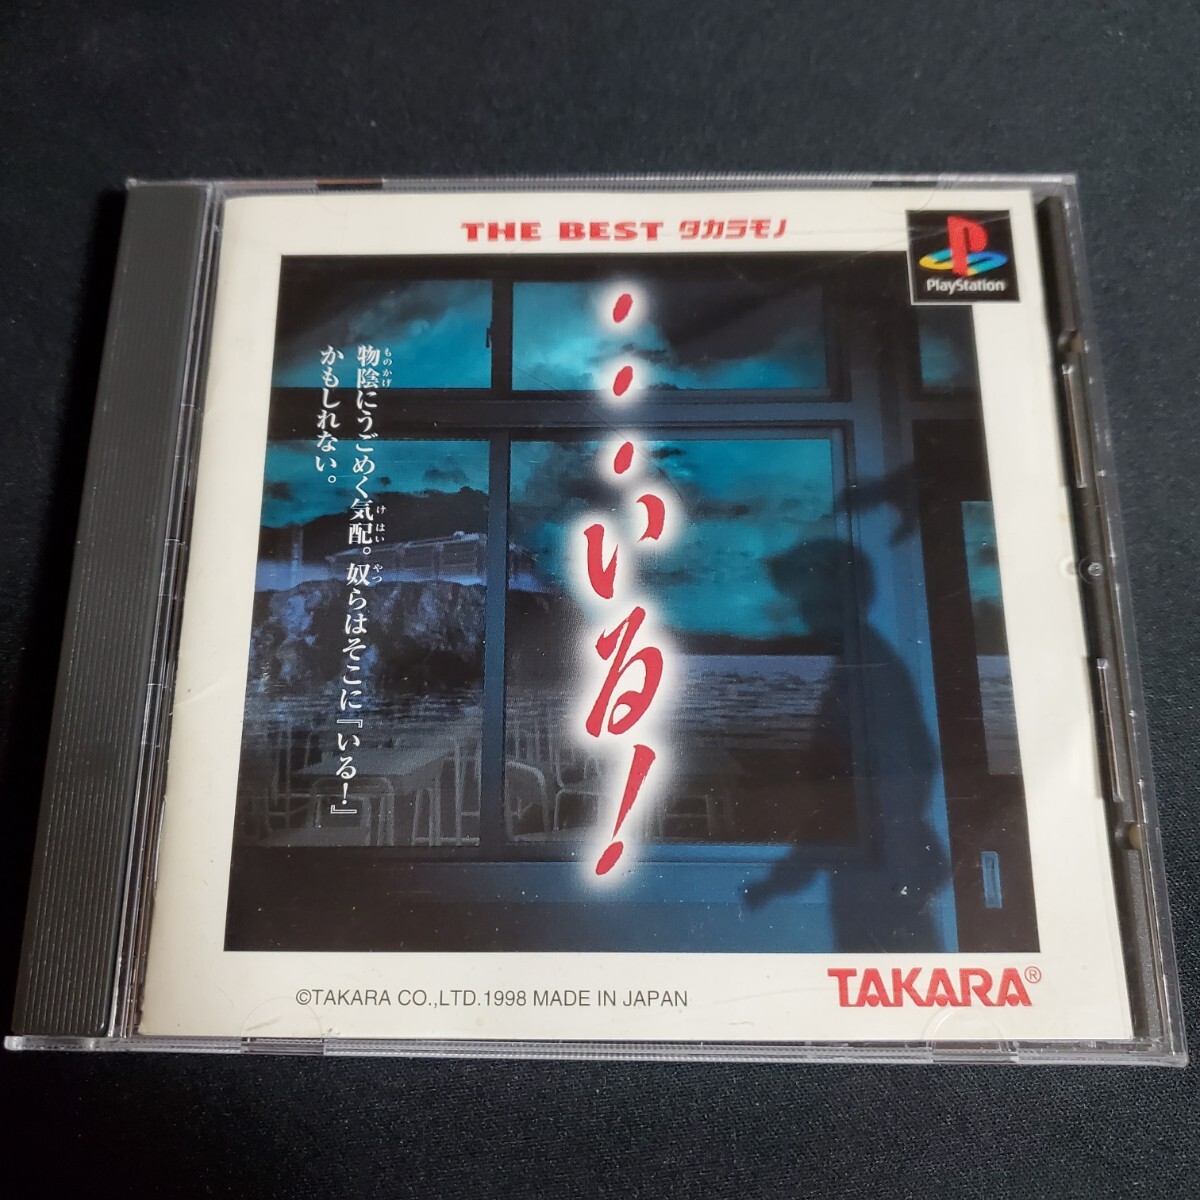 THE BEST タカラモノ
PlayStation
・・・いる!
物陰にうごめく気配。奴らはそこに『いる!』
ものかげ
けはい
やつ
かもしれない。
©TAKARA CO.,LTD.1998 MADE IN JAPAN
TAKARA®